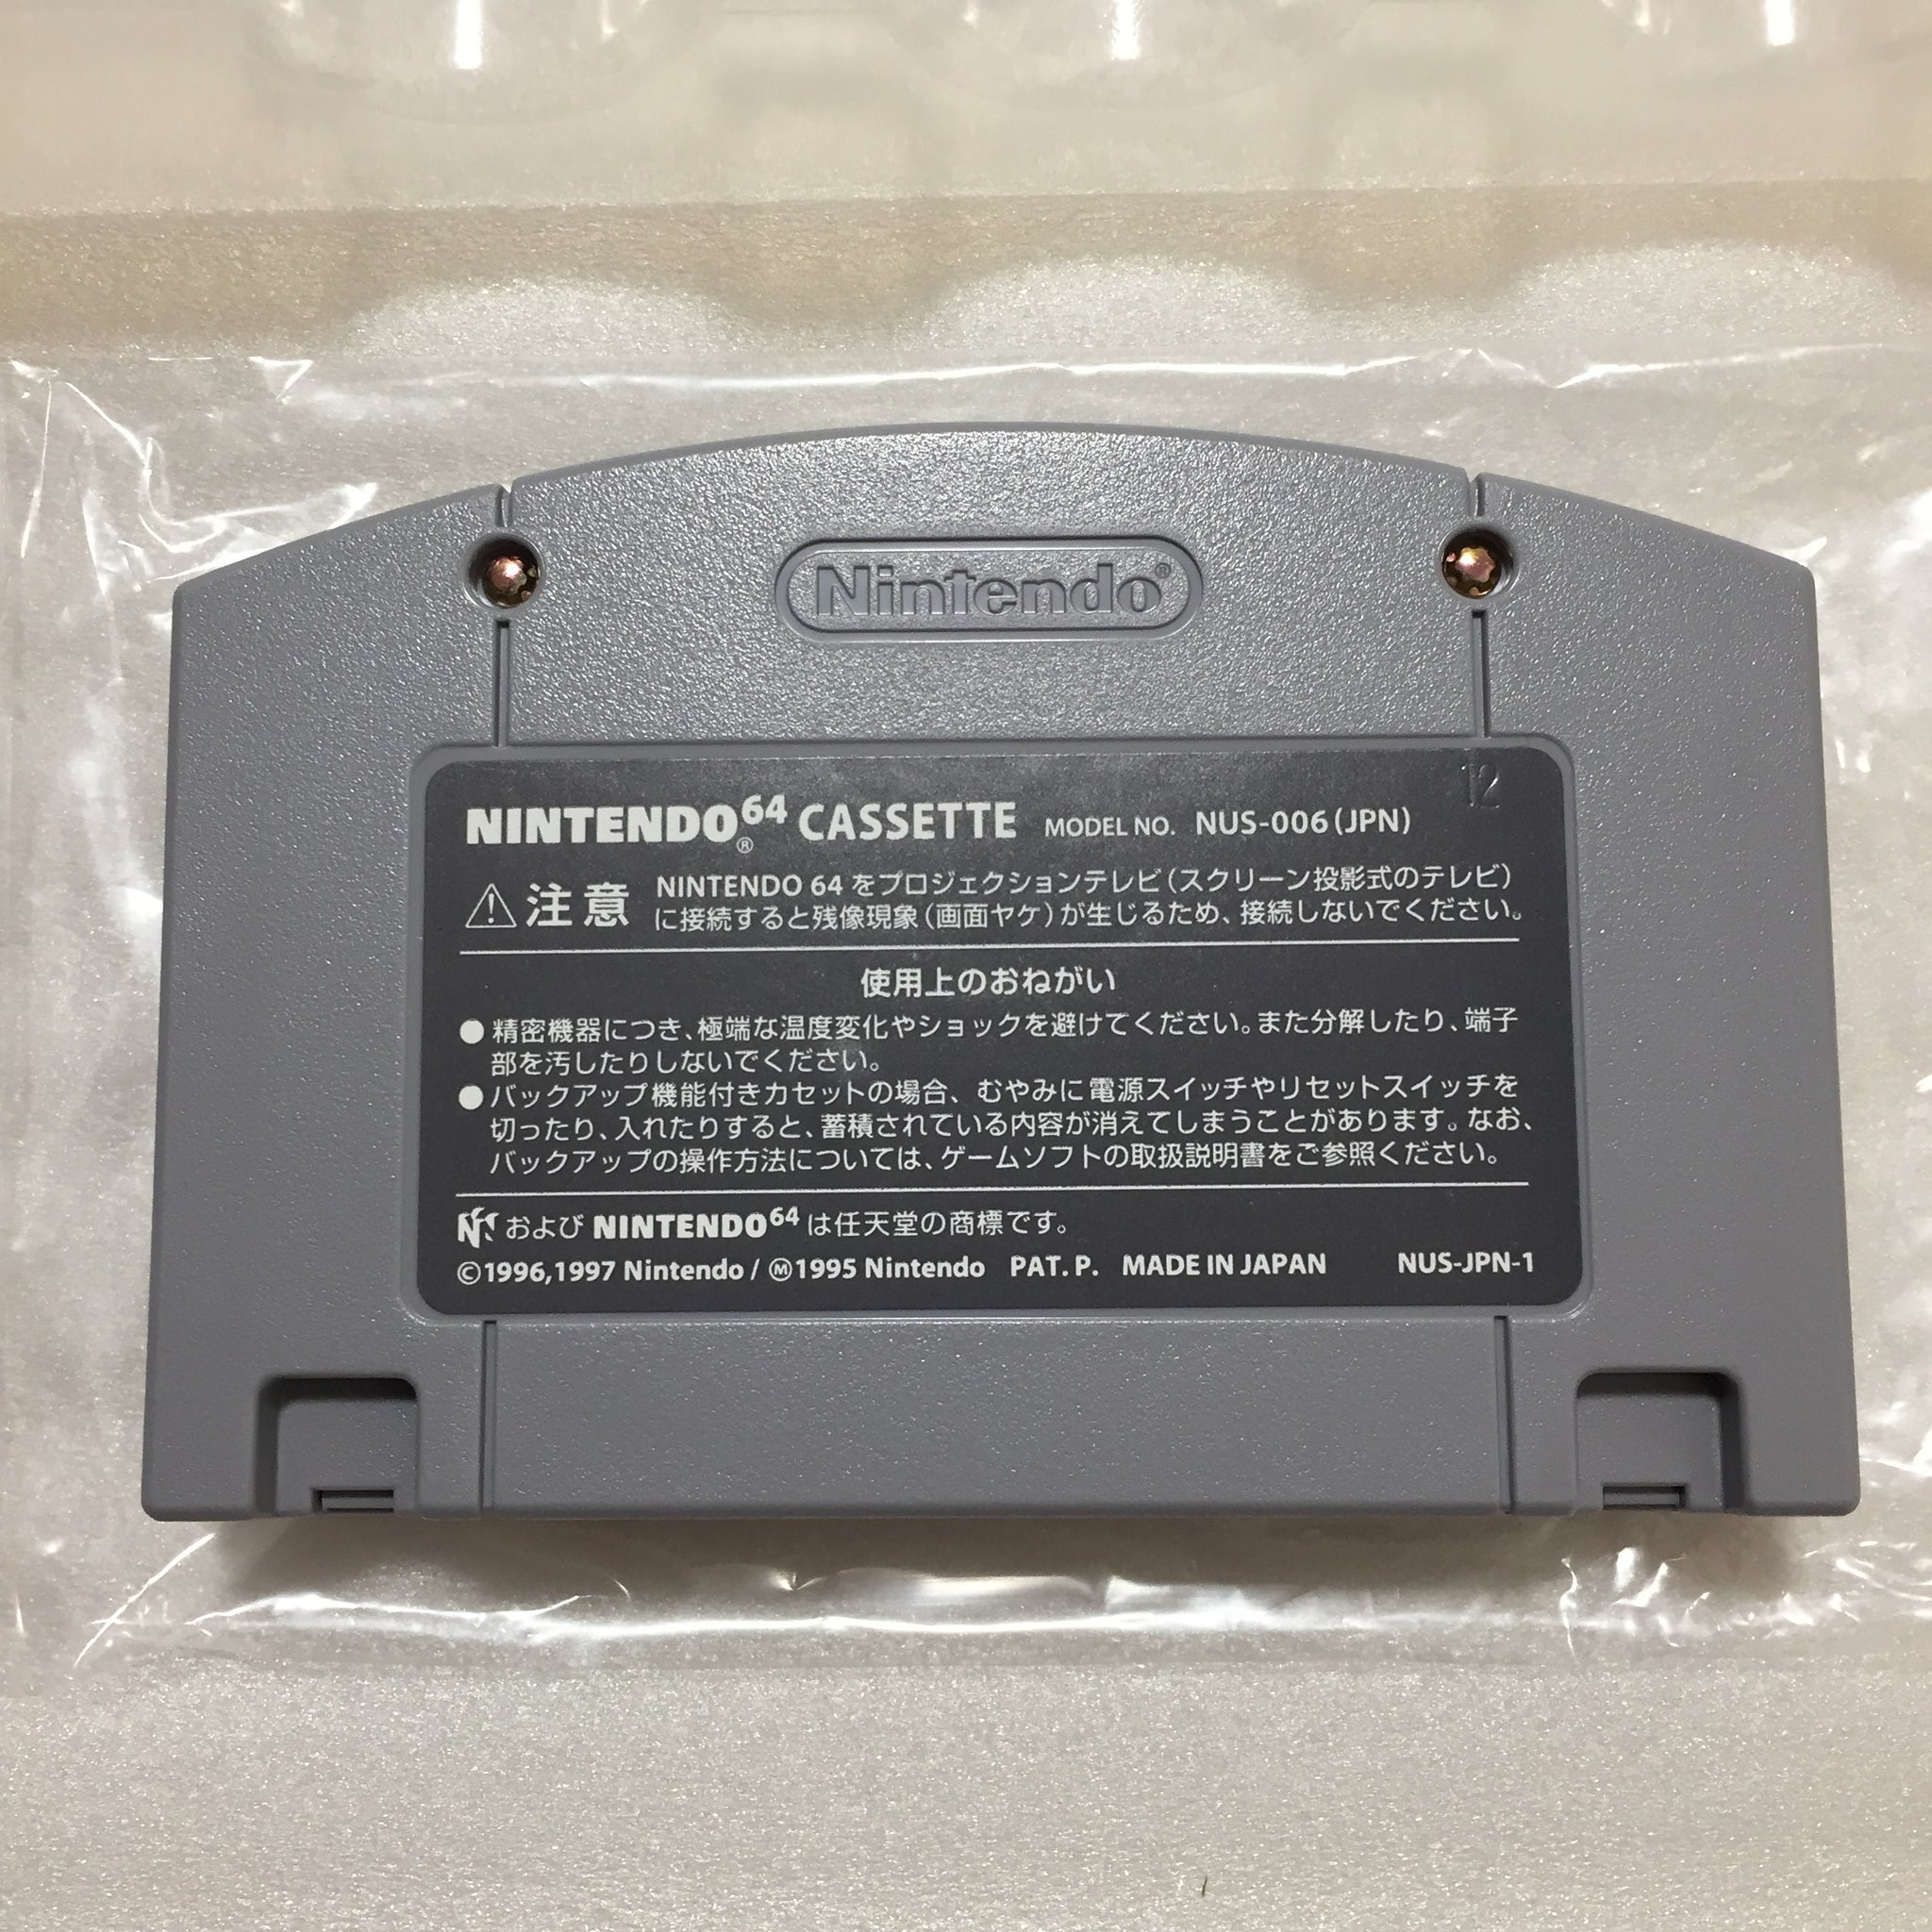 Nintendo®
12
NINTENDO64® CASSETTE MODEL NO. NUS-006(JPN)
注意 NINTENDO 64 をプロジェクションテレビ(スクリーン投影式のテレビ)
に接続すると残像現象(画面ヤケ)が生じるため、接続しないでください。
使用上のおねがい
●精密機器につき、極端な温度変化やショックを避けてください。また分解したり、端子
部を汚したりしないでください。
●バックアップ機能付きカセットの場合、むやみに電源スイッチやリセットスイッチを
切ったり、入れたりすると、蓄積されている内容が消えてしまうことがあります。なお、
バックアップの操作方法については、ゲームソフトの取扱説明書をご参照ください。
および NINTENDO64 は任天堂の商標です。
©1996,1997 Nintendo / Ⓜ1995 Nintendo PAT. P. MADE IN JAPAN NUS-JPN-1